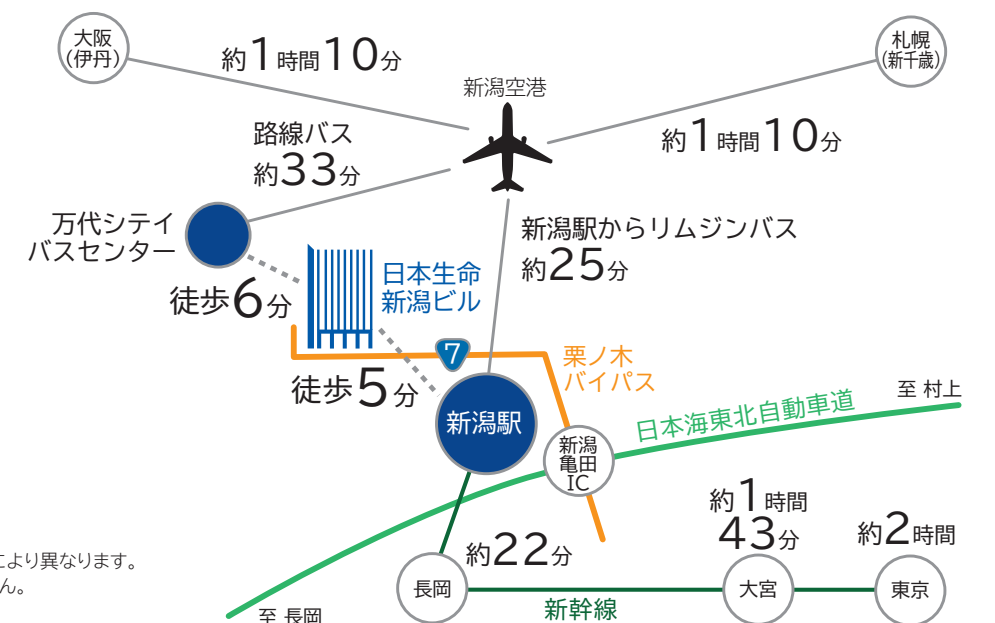 大阪
(伊丹)
約1時間10分
札幌
(新千歳)
新潟空港
約1時間10分
路線バス
約33分
万代シテイ
バスセンター
新潟駅からリムジンバス
約25分
日本生命
新潟ビル
徒歩6分
7
栗ノ木
バイパス
徒歩5分
新潟駅
至 村上
日本海東北自動車道
新潟
亀田
IC
約1時間
43分
約2時間
により異なります。
ん。
約22分
長岡
大宮
東京
新幹線
至 長岡